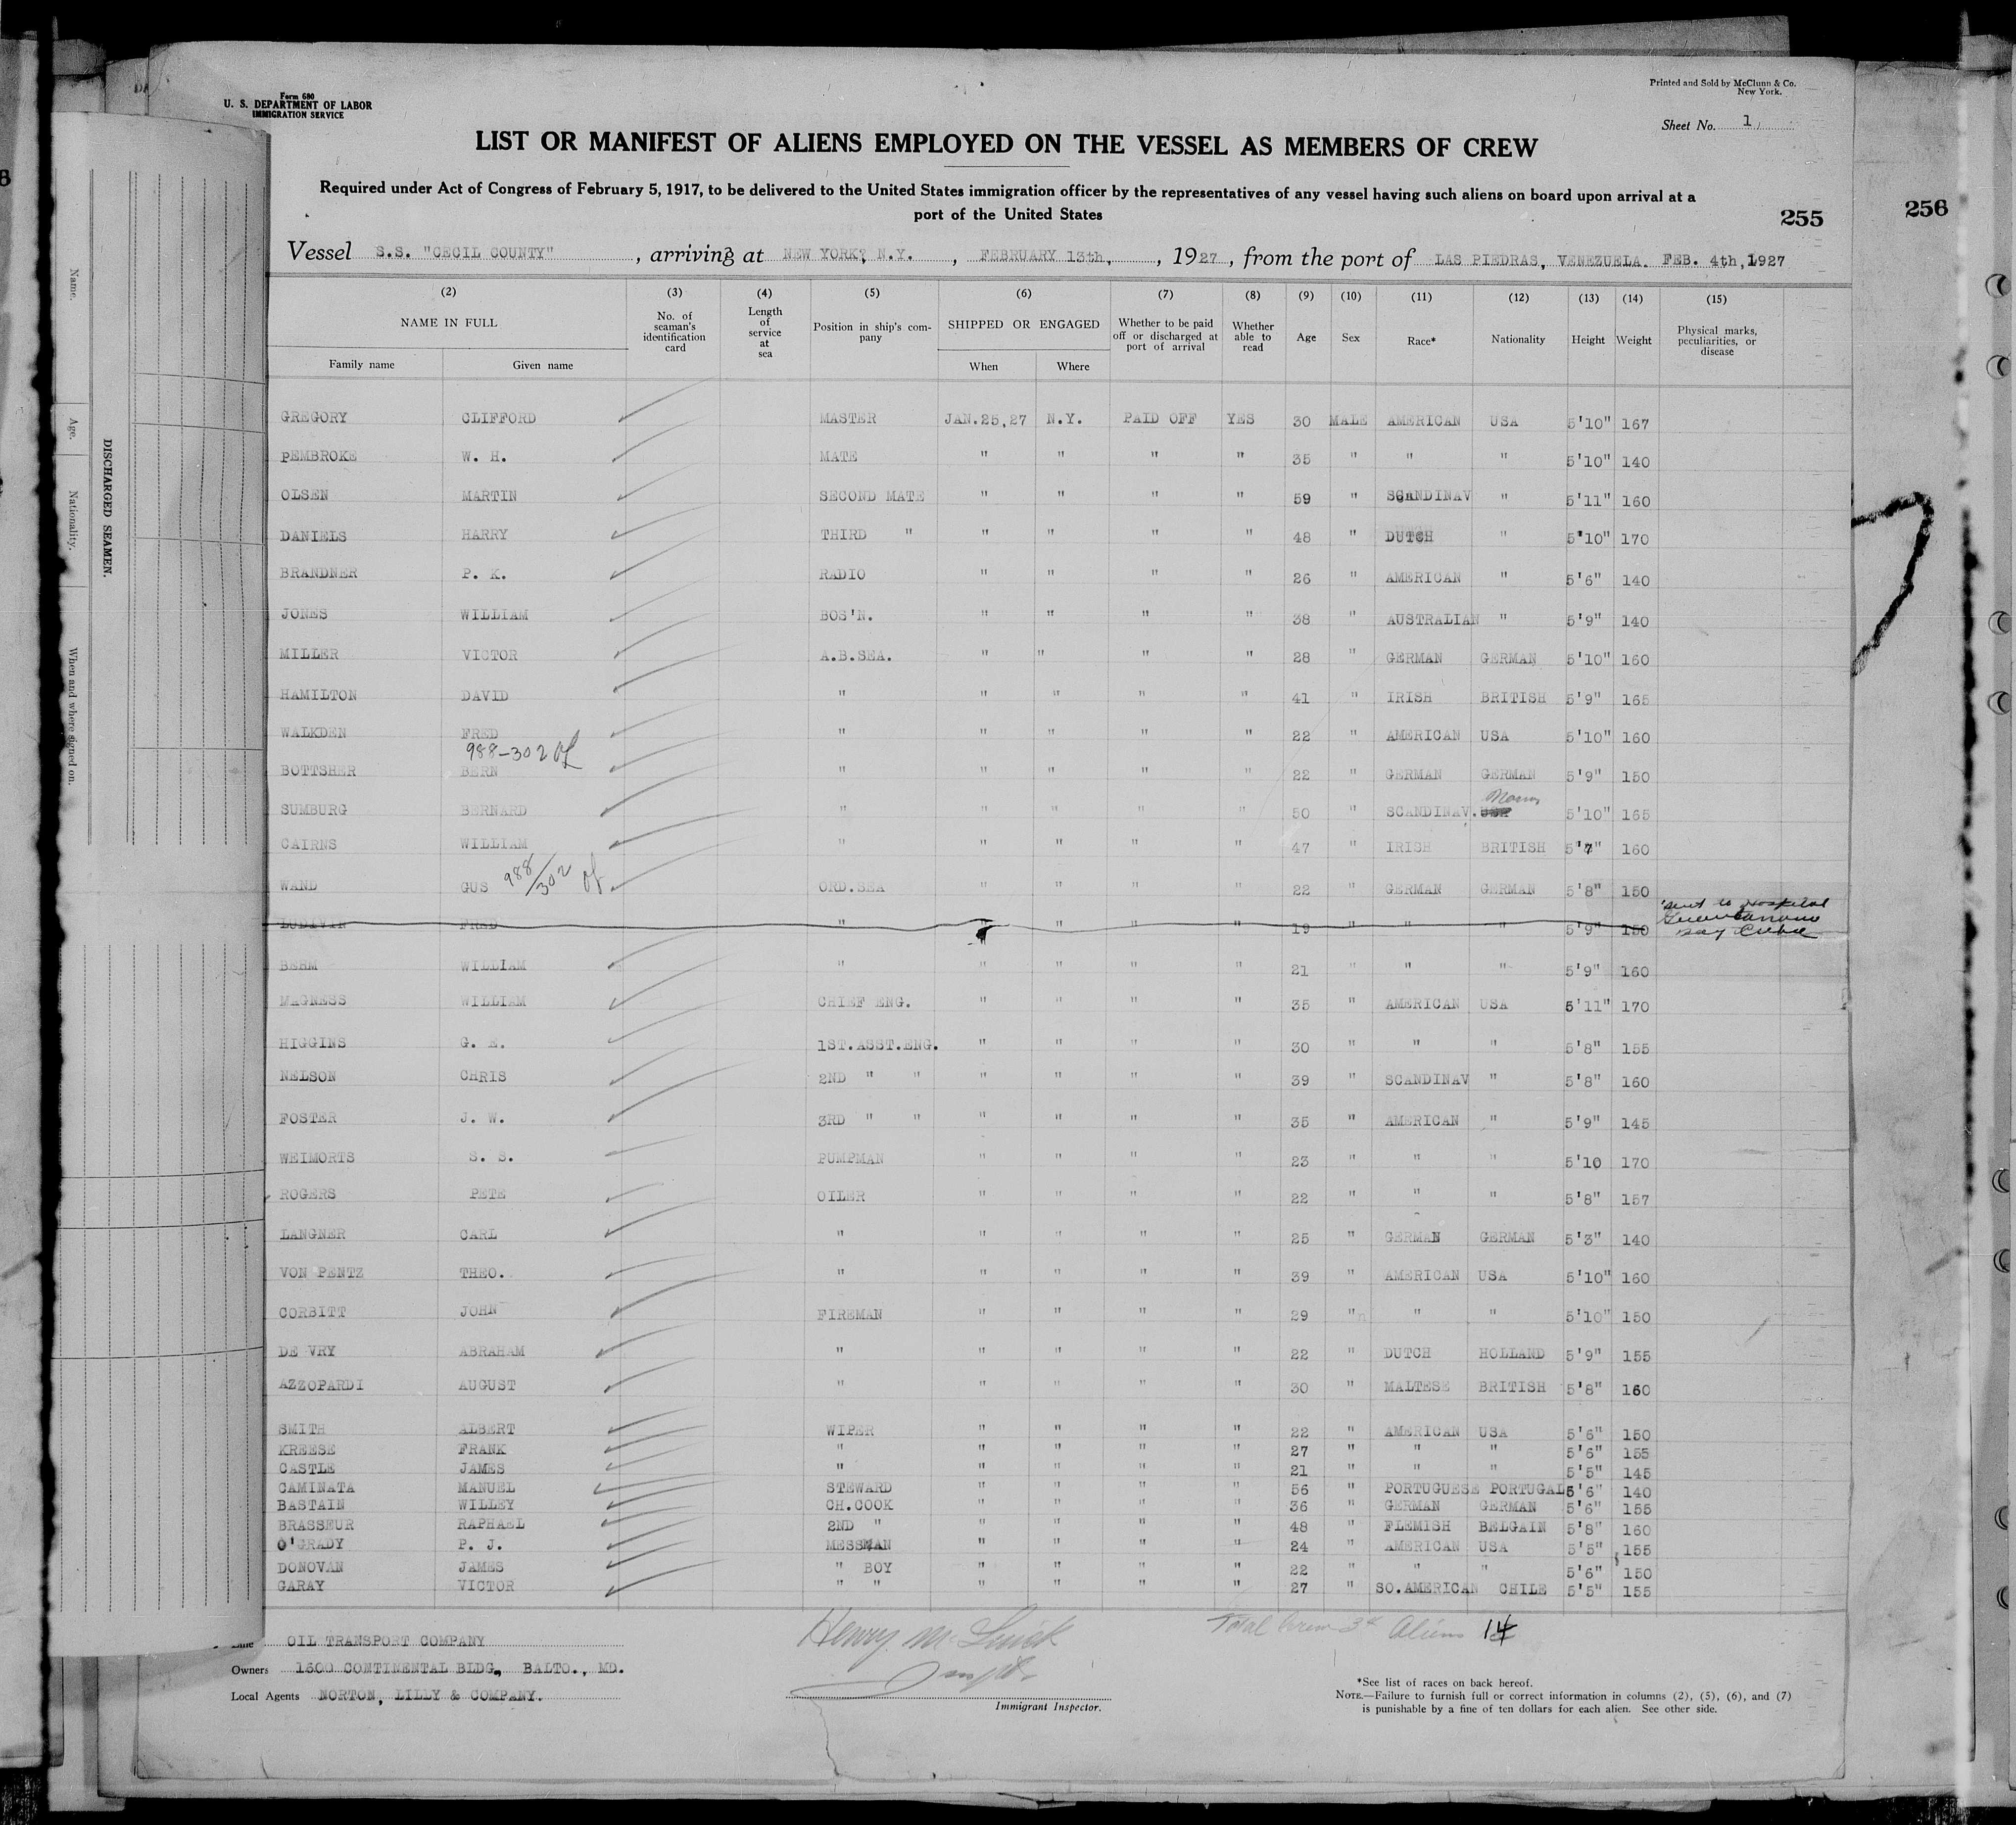 Form 680
U. S. DEPARTMENT OF LABOR
IMMIGRATION SERVICE
Printed and Sold by McClunn & Co.
New York.
Sheet No. 1
LIST OR MANIFEST OF ALIENS EMPLOYED ON THE VESSEL AS MEMBERS OF CREW
Required under Act of Congress of February 5, 1917, to be delivered to the United States immigration officer by the representatives of any vessel having such aliens on board upon arrival at a
port of the United States
255
256
Vessel S.S. "CECIL COUNTY", arriving at NEW YORK, N.Y., FEBRUARY 13th, 1927, from the port of LAS PIEDRAS, VENEZUELA. FEB. 4th, 1927
(2) (3) (4) (5) (6) (7) (8) (9) (10) (11) (12) (13) (14) (15)
NAME IN FULL
Family name Given name
No. of seaman's identification card
Length of service at sea
Position in ship's company
SHIPPED OR ENGAGED
When Where
Whether to be paid off or discharged at port of arrival
Whether able to read
Age Sex Race* Nationality Height Weight
Physical marks, peculiarities, or disease
GREGORY CLIFFORD MASTER JAN.25,27 N.Y. PAID OFF YES 30 MALE AMERICAN USA 5'10" 167
PEMBROKE W. H. MATE " " " " 35 " " " 5'10" 140
OLSEN MARTIN SECOND MATE " " " " 59 " SCANDINAV " 5'11" 160
DANIELS HARRY THIRD " " " " " 48 " DUTCH " 5'10" 170
BRANDNER P. K. RADIO " " " " 26 " AMERICAN " 5'6" 140
JONES WILLIAM BOS'N. " " " " 38 " AUSTRALIAN " 5'9" 140
MILLER VICTOR A.B.SEA. " " " " 28 " GERMAN GERMAN 5'10" 160
HAMILTON DAVID " " " " " 41 " IRISH BRITISH 5'9" 165
WALKDEN FRED " " " " " 22 " AMERICAN USA 5'10" 160
988-302
BOTTSHER BERN " " " " " 22 " GERMAN GERMAN 5'9" 150
SUMBURG BERNARD " " " " " 50 " SCANDINAV. 5'10" 165
CAIRNS WILLIAM " " " " " 47 " IRISH BRITISH 5'7" 160
WAND GUS 988/302 ORD.SEA " " " " 22 " GERMAN GERMAN 5'8" 150
LUDIVIH FRED " " " " " 19 " " " 5'9" 150 sent to Hospital Bay Cuba
BEHM WILLIAM " " " " " 21 " " " 5'9" 160
MAGNESS WILLIAM CHIEF ENG. " " " " 35 " AMERICAN USA 5'11" 170
HIGGINS G. E. 1ST.ASST.ENG. " " " " 30 " " " 5'8" 155
NELSON CHRIS 2ND " " " " " " 39 " SCANDINAV " 5'8" 160
FOSTER J. W. 3RD " " " " " " 35 " AMERICAN " 5'9" 145
WEIMORTS S. S. PUMPMAN " " " " 23 " " " 5'10 170
ROGERS PETE OILER " " " " 22 " " " 5'8" 157
LANGNER CARL " " " " " 25 " GERMAN GERMAN 5'3" 140
VON PENTZ THEO. " " " " " 39 " AMERICAN USA 5'10" 160
CORBITT JOHN FIREMAN " " " " 29 " " " 5'10" 150
DE VRY ABRAHAM " " " " " 22 " DUTCH HOLLAND 5'9" 155
AZZOPARDI AUGUST " " " " " 30 " MALTESE BRITISH 5'8" 160
SMITH ALBERT WIPER " " " " 22 " AMERICAN USA 5'6" 150
KREESE FRANK " " " " " 27 " " " 5'6" 155
CASTLE JAMES " " " " " 21 " " " 5'5" 145
CAMINATA MANUEL STEWARD " " " " 56 " PORTUGUESE PORTUGAL 5'6" 140
BASTAIN WILLEY CH.COOK " " " " 36 " GERMAN GERMAN 5'6" 155
BRASSEUR RAPHAEL 2ND " " " " " 48 " FLEMISH BELGAIN 5'8" 160
O'GRADY P. J. MESSMAN " " " " 24 " AMERICAN USA 5'5" 155
DONOVAN JAMES " BOY " " " " 22 " " " 5'6" 150
GARAY VICTOR " " " " " " 27 " SO.AMERICAN CHILE 5'5" 155
Total Crew 34 Aliens 14
Line OIL TRANSPORT COMPANY
Owners 1600 CONTINENTAL BLDG, BALTO., MD.
Local Agents NORTON, LILLY & COMPANY.
Immigrant Inspector.
*See list of races on back hereof.
NOTE.—Failure to furnish full or correct information in columns (2), (5), (6), and (7)
is punishable by a fine of ten dollars for each alien. See other side.
DISCHARGED SEAMEN.
Name.
Age.
Nationality.
When and where signed on.